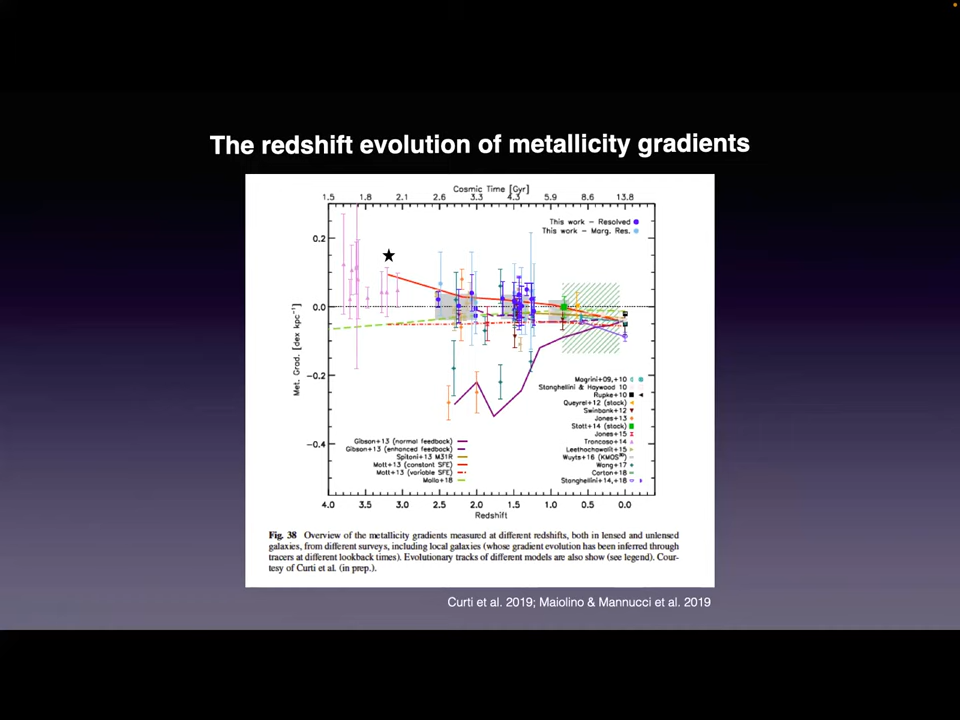 The redshift evolution of metallicity gradients
Cosmic Time [Gyr]
1.5 1.8 2.1 2.6 3.3 4.3 5.9 8.6 13.8
This work - Resolved
This work - Marg. Res.
0.2
0.0
-0.2
-0.4
Met. Grad. [dex kpc⁻¹]
Magrini+09,+10
Stanghellini & Haywood 10
Rupke+10
Queyrel+12 (stack)
Swinbank+12
Jones+13
Stott+14 (stack)
Jones+15
Troncoso+14
Leethochawalit+15
Wuyts+16 (KMOS³ᴰ)
Wang+17
Carton+18
Stanghellini+14,+18
Gibson+13 (normal feedback)
Gibson+13 (enhanced feedback)
Spitoni+13 M31R
Mott+13 (constant SFE)
Mott+13 (variable SFE)
Molla+18
4.0 3.5 3.0 2.5 2.0 1.5 1.0 0.5 0.0
Redshift
Fig. 38 Overview of the metallicity gradients measured at different redshifts, both in lensed and unlensed
galaxies, from different surveys, including local galaxies (whose gradient evolution has been inferred through
tracers at different lookback times). Evolutionary tracks of different models are also show (see legend). Cour-
tesy of Curti et al. (in prep.).
Curti et al. 2019; Maiolino & Mannucci et al. 2019